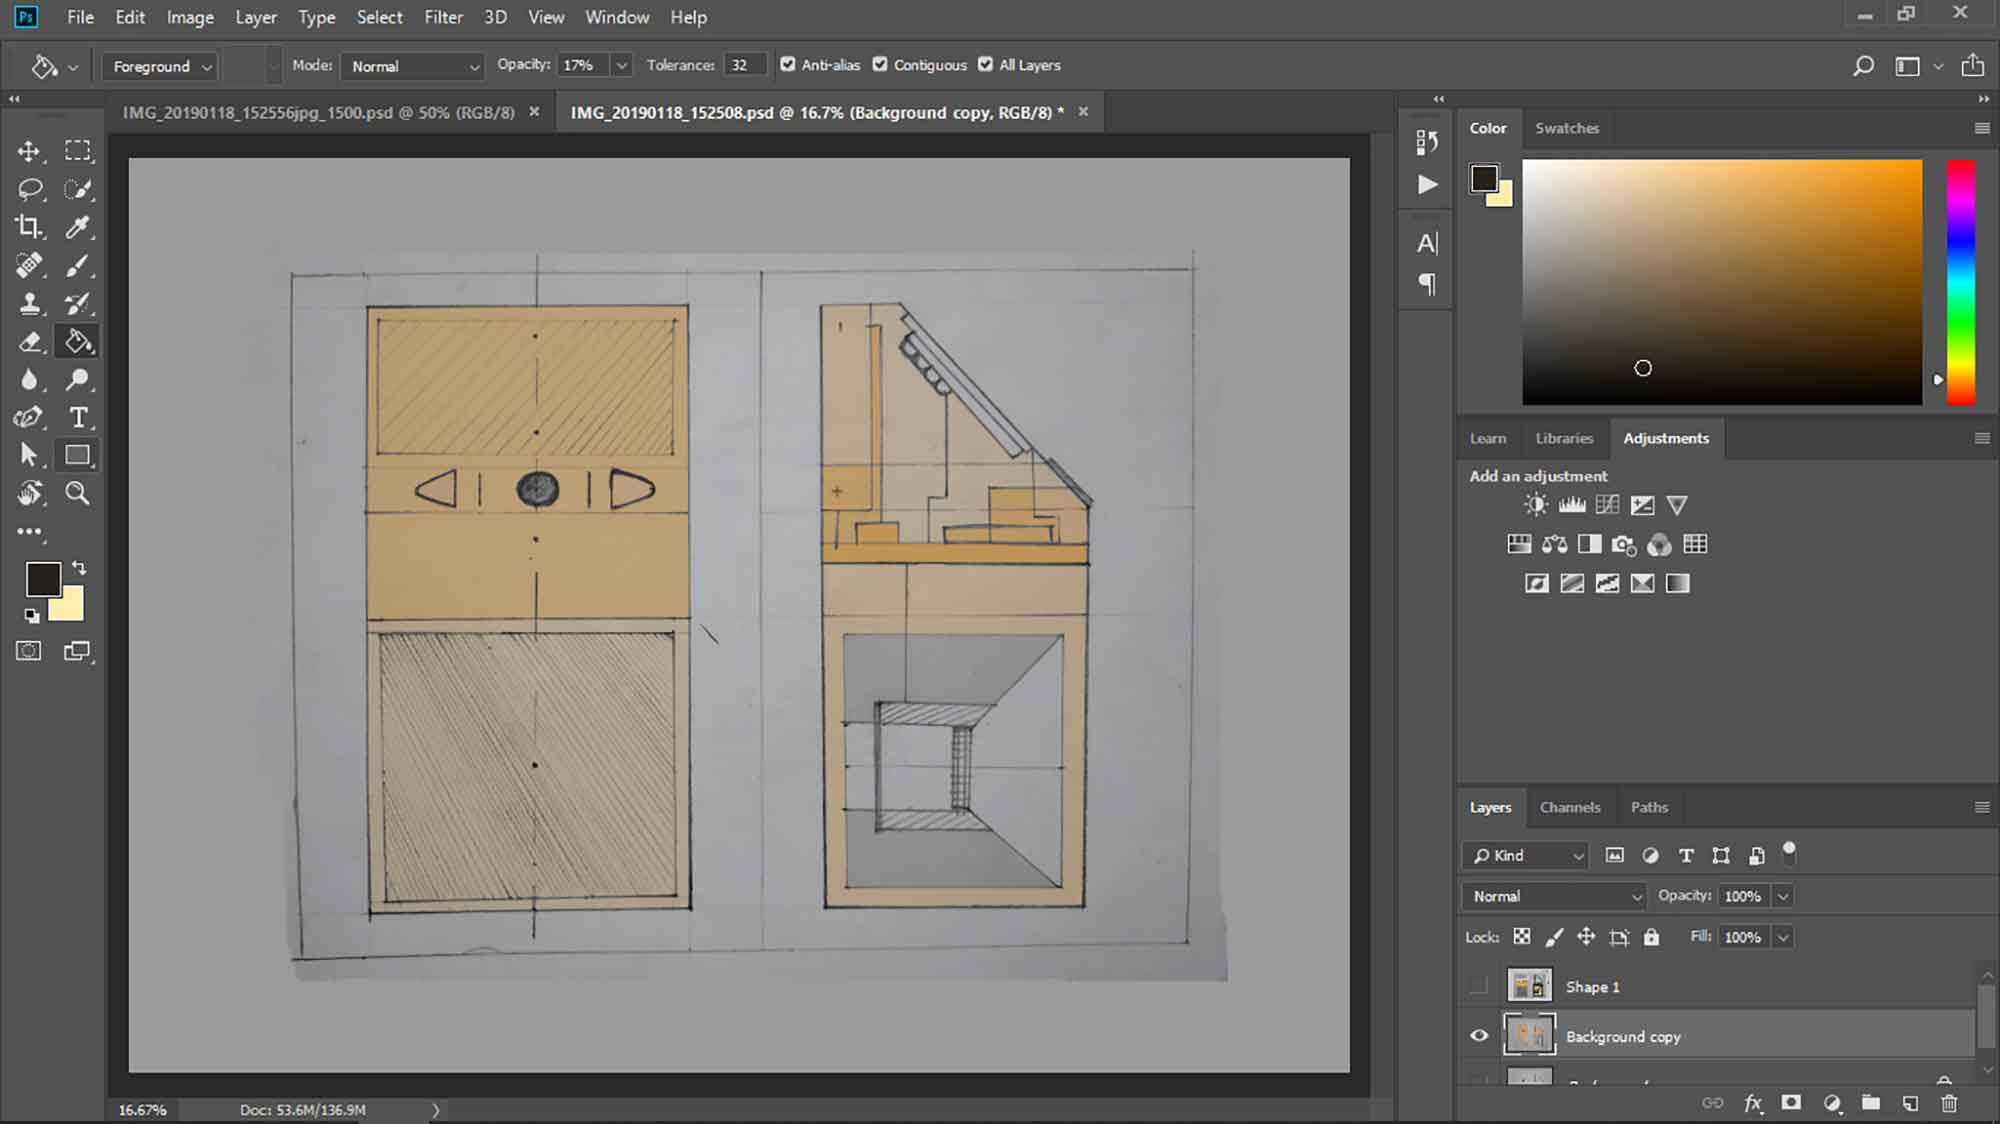 Ps File Edit Image Layer Type Select Filter 3D View Window Help
Foreground Mode: Normal Opacity: 17% Tolerance: 32 Anti-alias Contiguous All Layers
IMG_20190118_152556jpg_1500.psd @ 50% (RGB/8) IMG_20190118_152508.psd @ 16.7% (Background copy, RGB/8) *
Color Swatches
Learn Libraries Adjustments
Add an adjustment
Layers Channels Paths
Kind
Normal Opacity: 100%
Lock: Fill: 100%
Shape 1
Background copy
16.67% Doc: 53.6M/136.9M